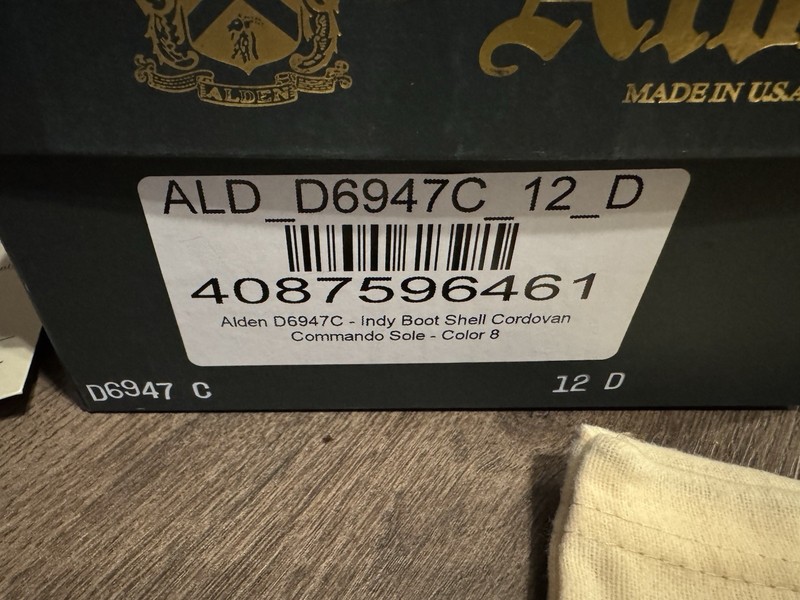 ALDEN
MADE IN U.S.A
ALD_D6947C_12_D
4087596461
Alden D6947C - Indy Boot Shell Cordovan
Commando Sole - Color 8
D6947 C
12 D